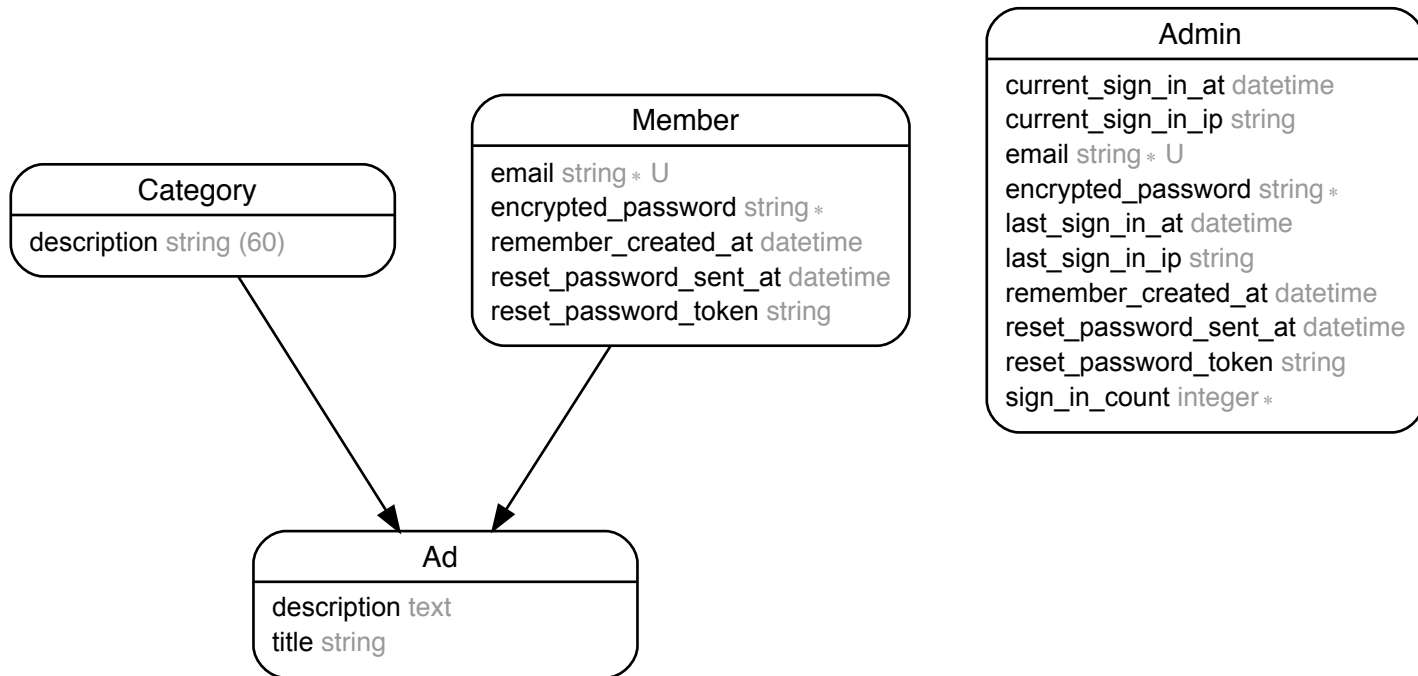 Category
description string (60)
Member
email string * U
encrypted_password string *
remember_created_at datetime
reset_password_sent_at datetime
reset_password_token string
Admin
current_sign_in_at datetime
current_sign_in_ip string
email string * U
encrypted_password string *
last_sign_in_at datetime
last_sign_in_ip string
remember_created_at datetime
reset_password_sent_at datetime
reset_password_token string
sign_in_count integer *
Ad
description text
title string